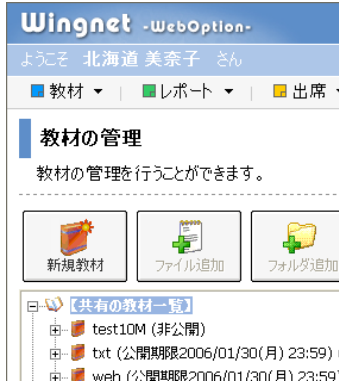 Wingnet -WebOption-
ようこそ 北海道 美奈子 さん
教材 ▼ | レポート ▼ | 出席
教材の管理
教材の管理を行うことができます。
新規教材 ファイル追加 フォルダ追加
【共有の教材一覧】
test10M (非公開)
txt (公開期限2006/01/30(月) 23:59)
web (公開期限2006/01/30(月) 23:59)